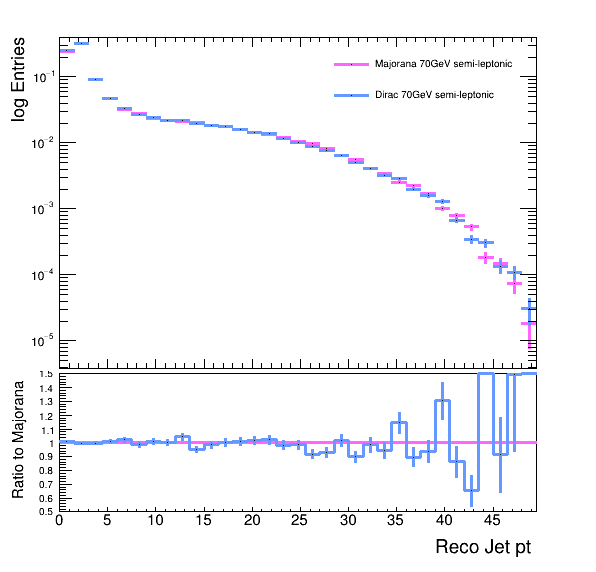 log Entries
10⁻¹
10⁻²
10⁻³
10⁻⁴
10⁻⁵
Majorana 70GeV semi-leptonic
Dirac 70GeV semi-leptonic
Ratio to Majorana
1.5
1.4
1.3
1.2
1.1
1
0.9
0.8
0.7
0.6
0.5
0 5 10 15 20 25 30 35 40 45
Reco Jet pt